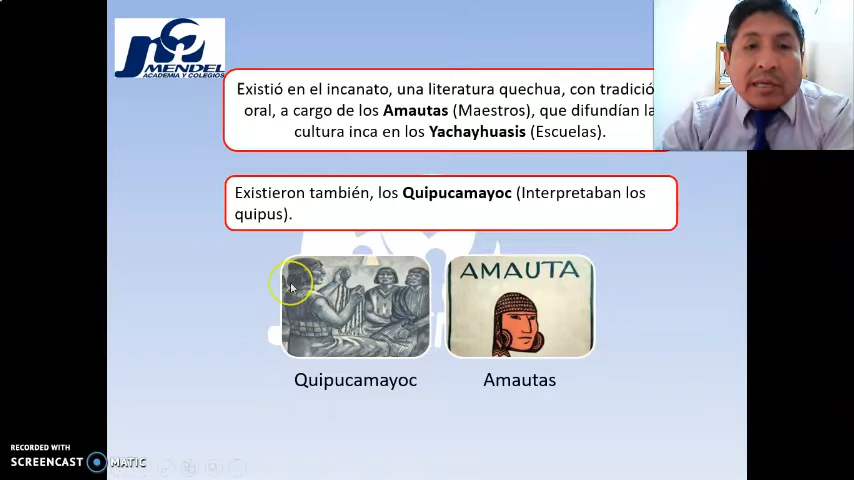 MENDEL
ACADEMIA Y COLEGIOS
Existió en el incanato, una literatura quechua, con tradició
oral, a cargo de los Amautas (Maestros), que difundían la
cultura inca en los Yachayhuasis (Escuelas).
Existieron también, los Quipucamayoc (Interpretaban los
quipus).
AMAUTA
Quipucamayoc
Amautas
RECORDED WITH
SCREENCAST MATIC